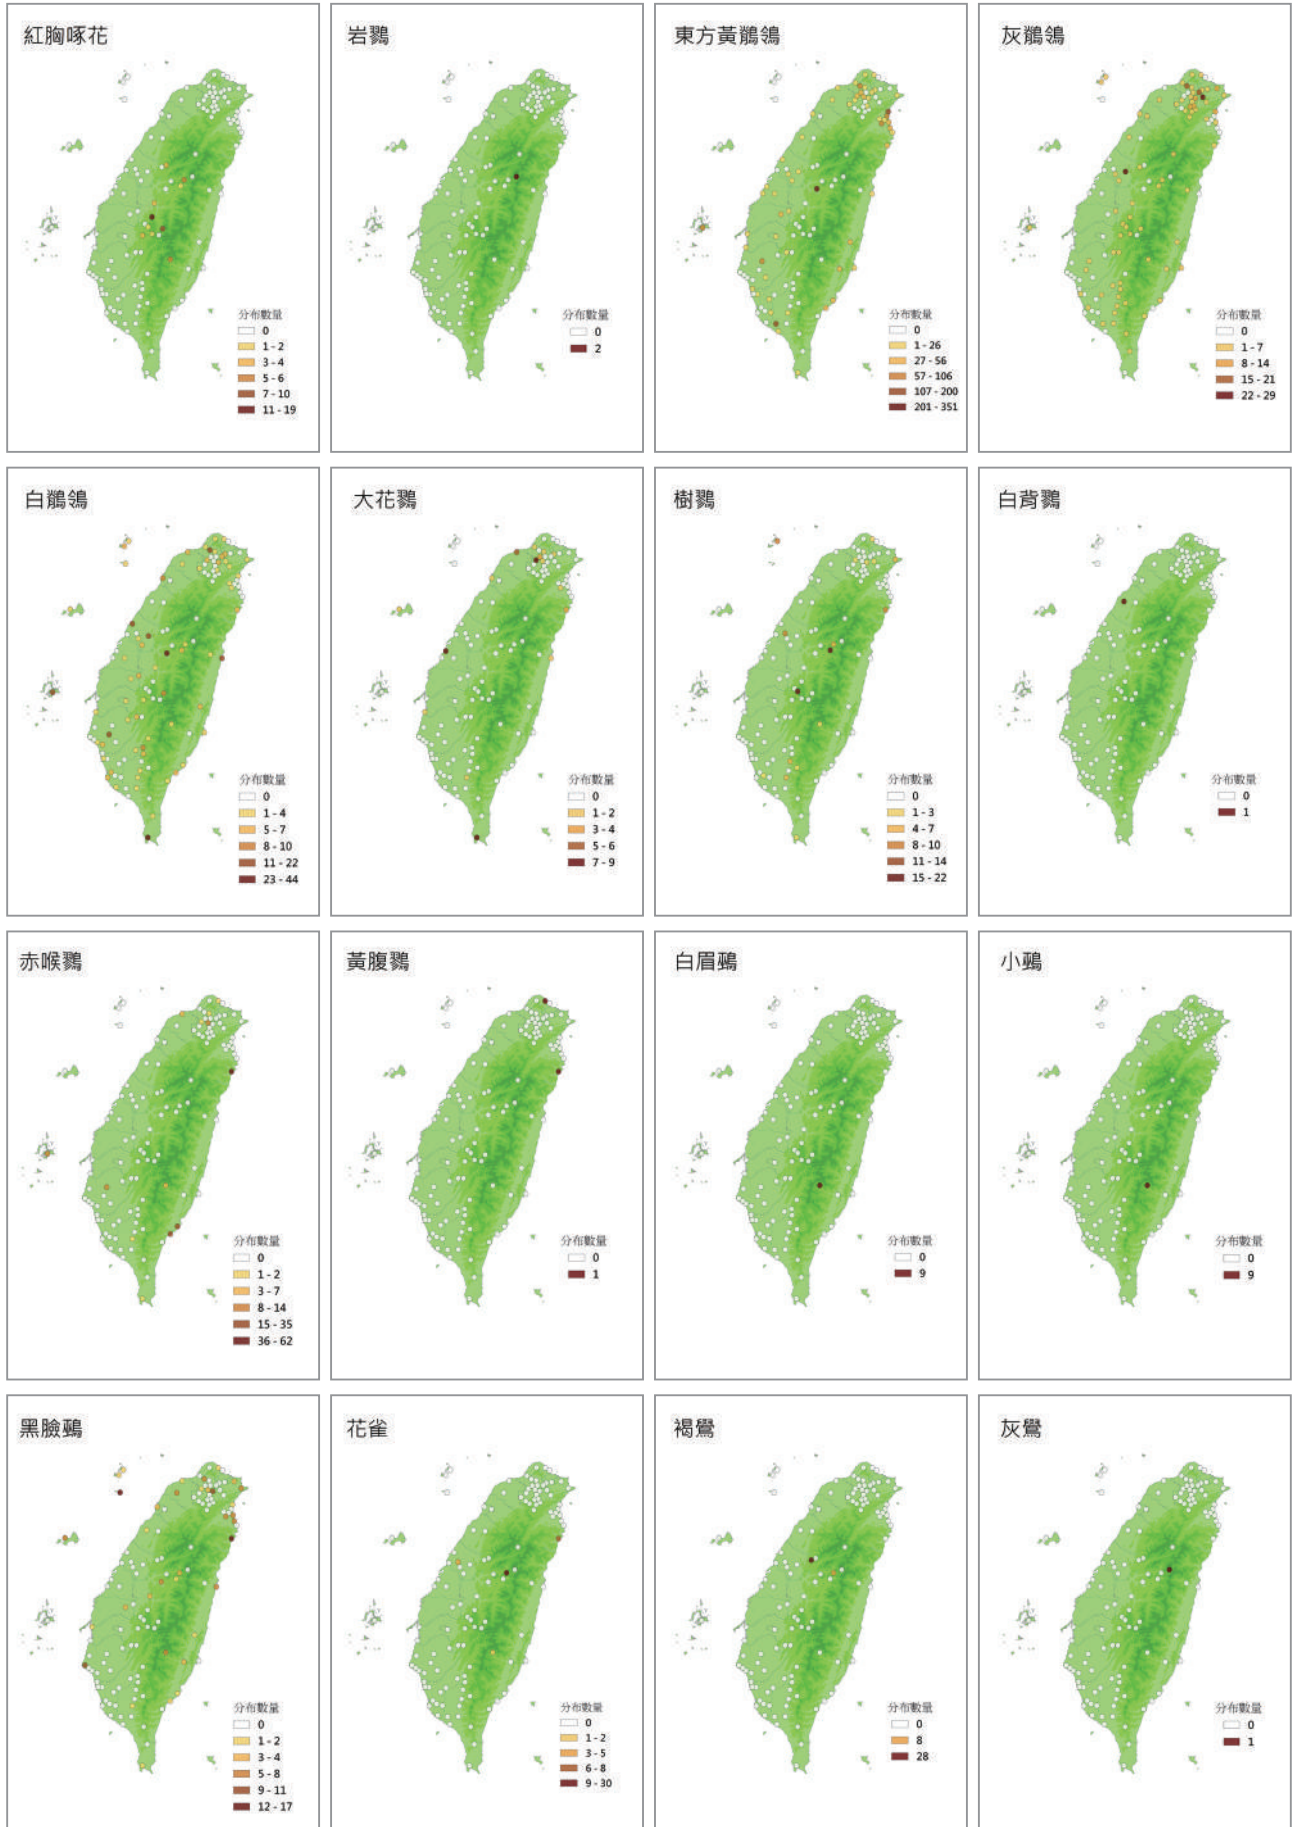 紅胸啄花
分布數量
0
1 - 2
3 - 4
5 - 6
7 - 10
11 - 19
岩鷚
分布數量
0
2
東方黃鶺鴒
分布數量
0
1 - 26
27 - 56
57 - 106
107 - 200
201 - 351
灰鶺鴒
分布數量
0
1 - 7
8 - 14
15 - 21
22 - 29
白鶺鴒
分布數量
0
1 - 4
5 - 7
8 - 10
11 - 22
23 - 44
大花鷚
分布數量
0
1 - 2
3 - 4
5 - 6
7 - 9
樹鷚
分布數量
0
1 - 3
4 - 7
8 - 10
11 - 14
15 - 22
白背鷚
分布數量
0
1
赤喉鷚
分布數量
0
1 - 2
3 - 7
8 - 14
15 - 35
36 - 62
黃腹鷚
分布數量
0
1
白眉鵐
分布數量
0
9
小鵐
分布數量
0
9
黑臉鵐
分布數量
0
1 - 2
3 - 4
5 - 8
9 - 11
12 - 17
花雀
分布數量
0
1 - 2
3 - 5
6 - 8
9 - 30
褐鷽
分布數量
0
8
28
灰鷽
分布數量
0
1